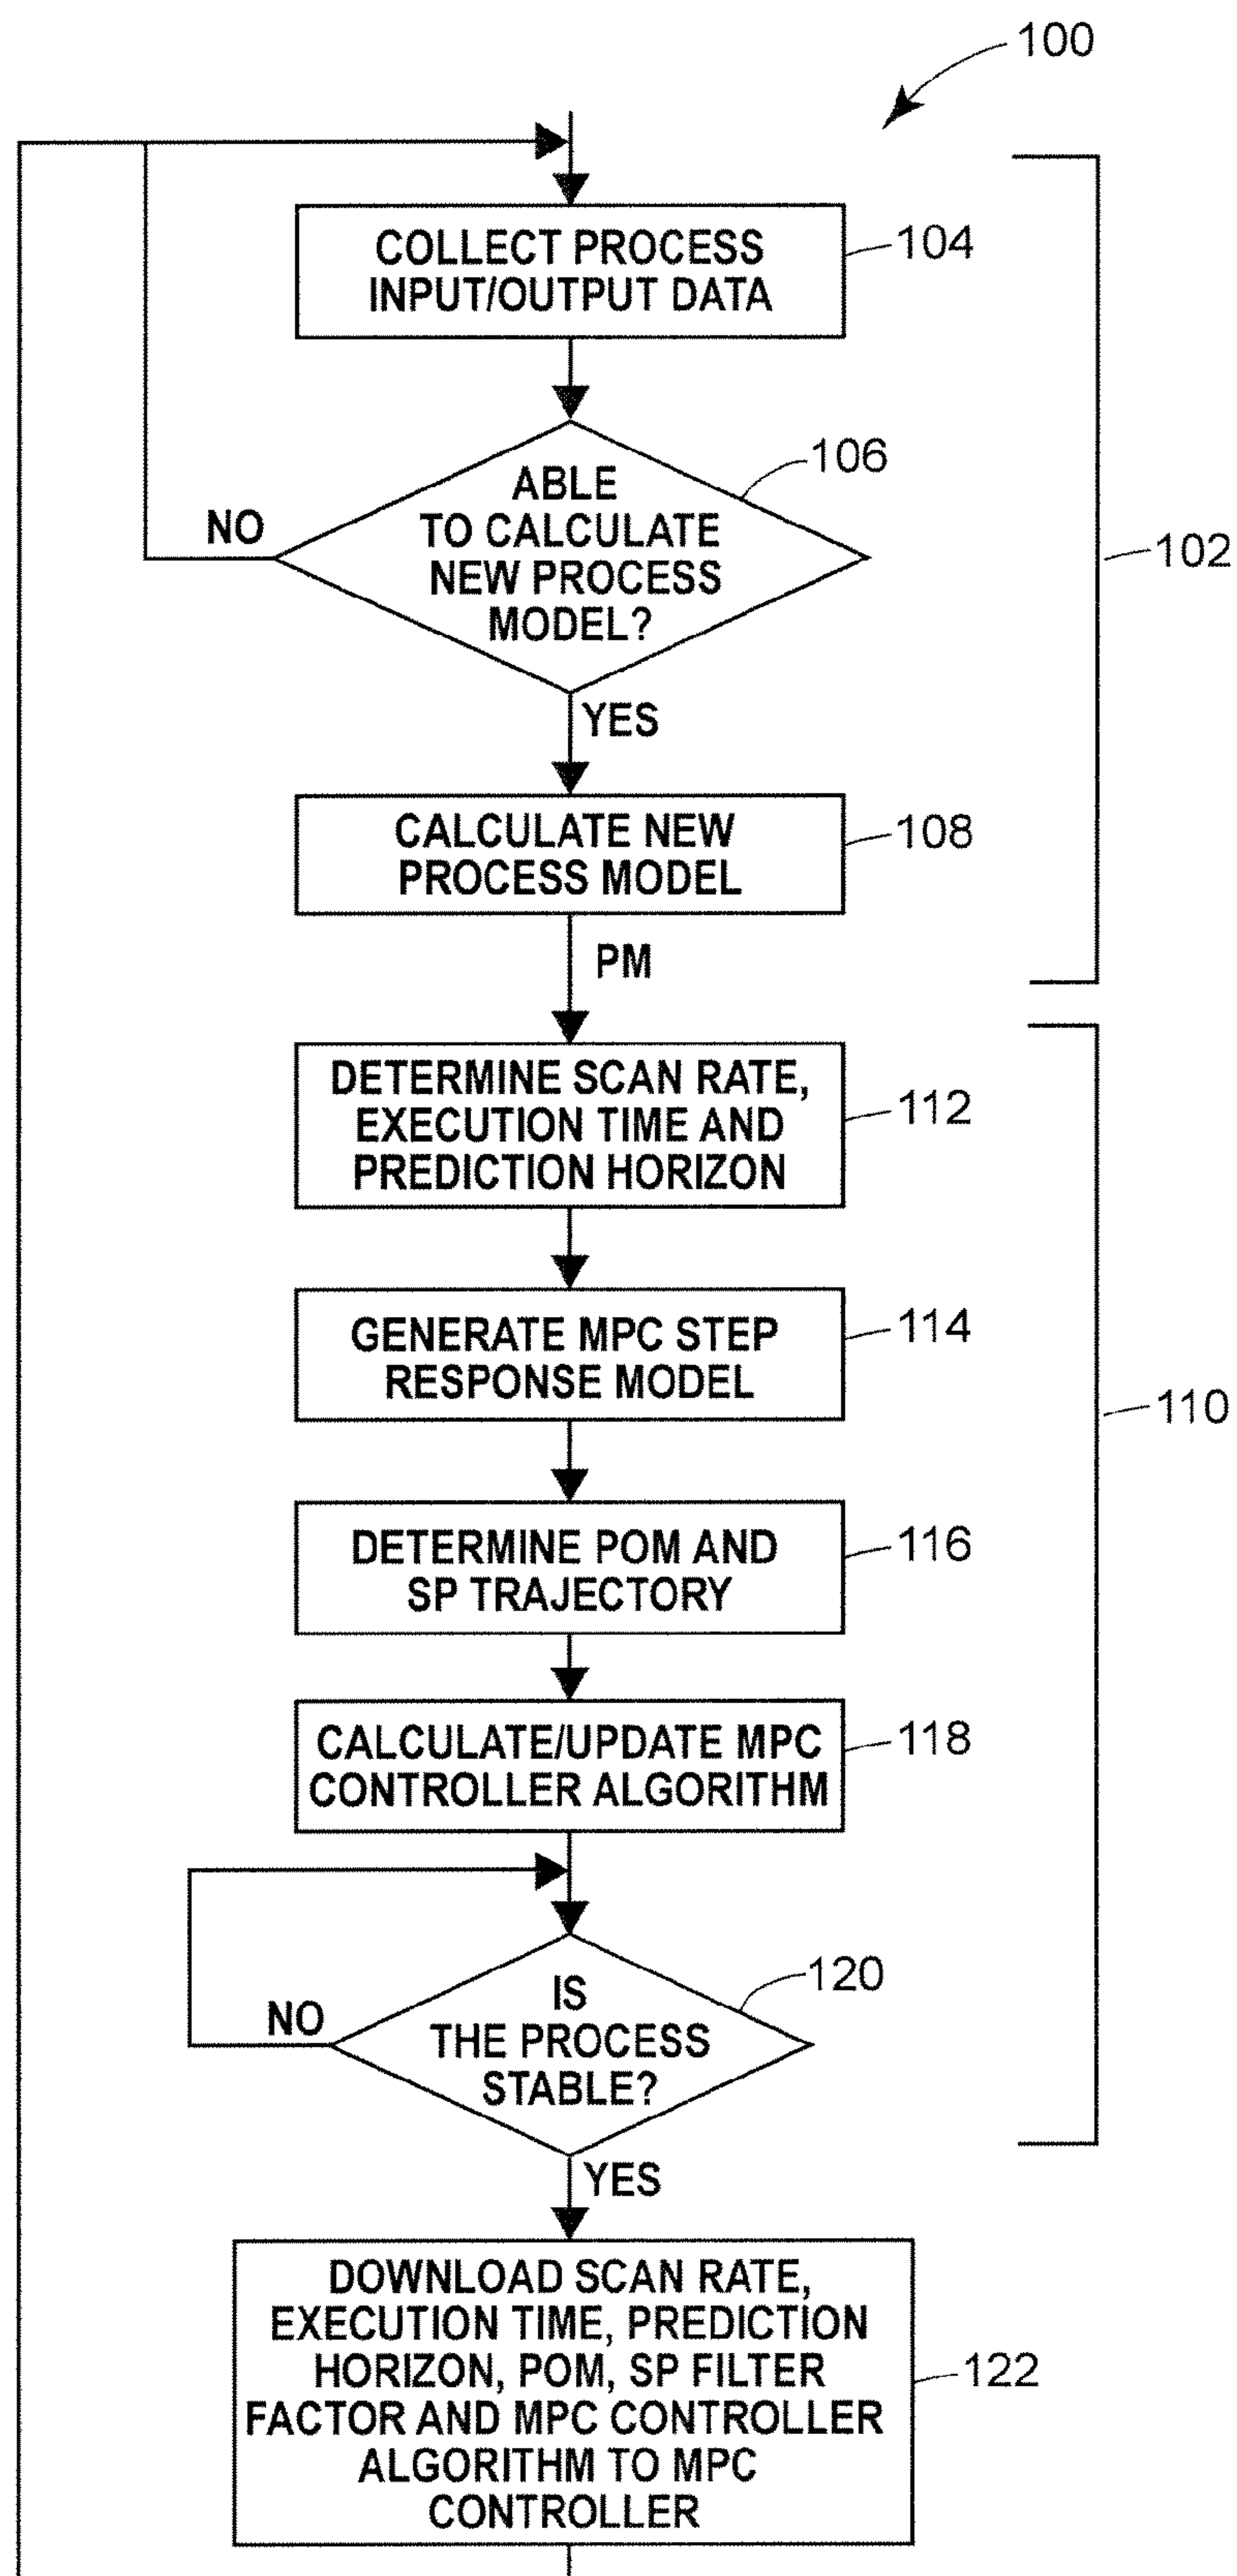 100
COLLECT PROCESS
INPUT/OUTPUT DATA
104
ABLE
TO CALCULATE
NEW PROCESS
MODEL?
106
NO
102
YES
CALCULATE NEW
PROCESS MODEL
108
PM
DETERMINE SCAN RATE,
EXECUTION TIME AND
PREDICTION HORIZON
112
GENERATE MPC STEP
RESPONSE MODEL
114
110
DETERMINE POM AND
SP TRAJECTORY
116
CALCULATE/UPDATE MPC
CONTROLLER ALGORITHM
118
IS
THE PROCESS
STABLE?
120
NO
YES
DOWNLOAD SCAN RATE,
EXECUTION TIME, PREDICTION
HORIZON, POM, SP FILTER
FACTOR AND MPC CONTROLLER
ALGORITHM TO MPC
CONTROLLER
122